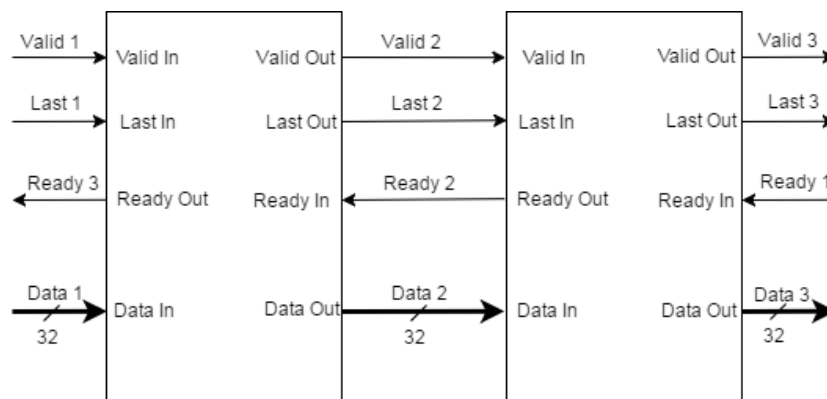 Valid 1
Valid In
Valid Out
Valid 2
Valid In
Valid Out
Valid 3
Last 1
Last In
Last Out
Last 2
Last In
Last Out
Last 3
Ready 3
Ready Out
Ready In
Ready 2
Ready Out
Ready In
Ready 1
Data 1
32
Data In
Data Out
Data 2
32
Data In
Data Out
Data 3
32